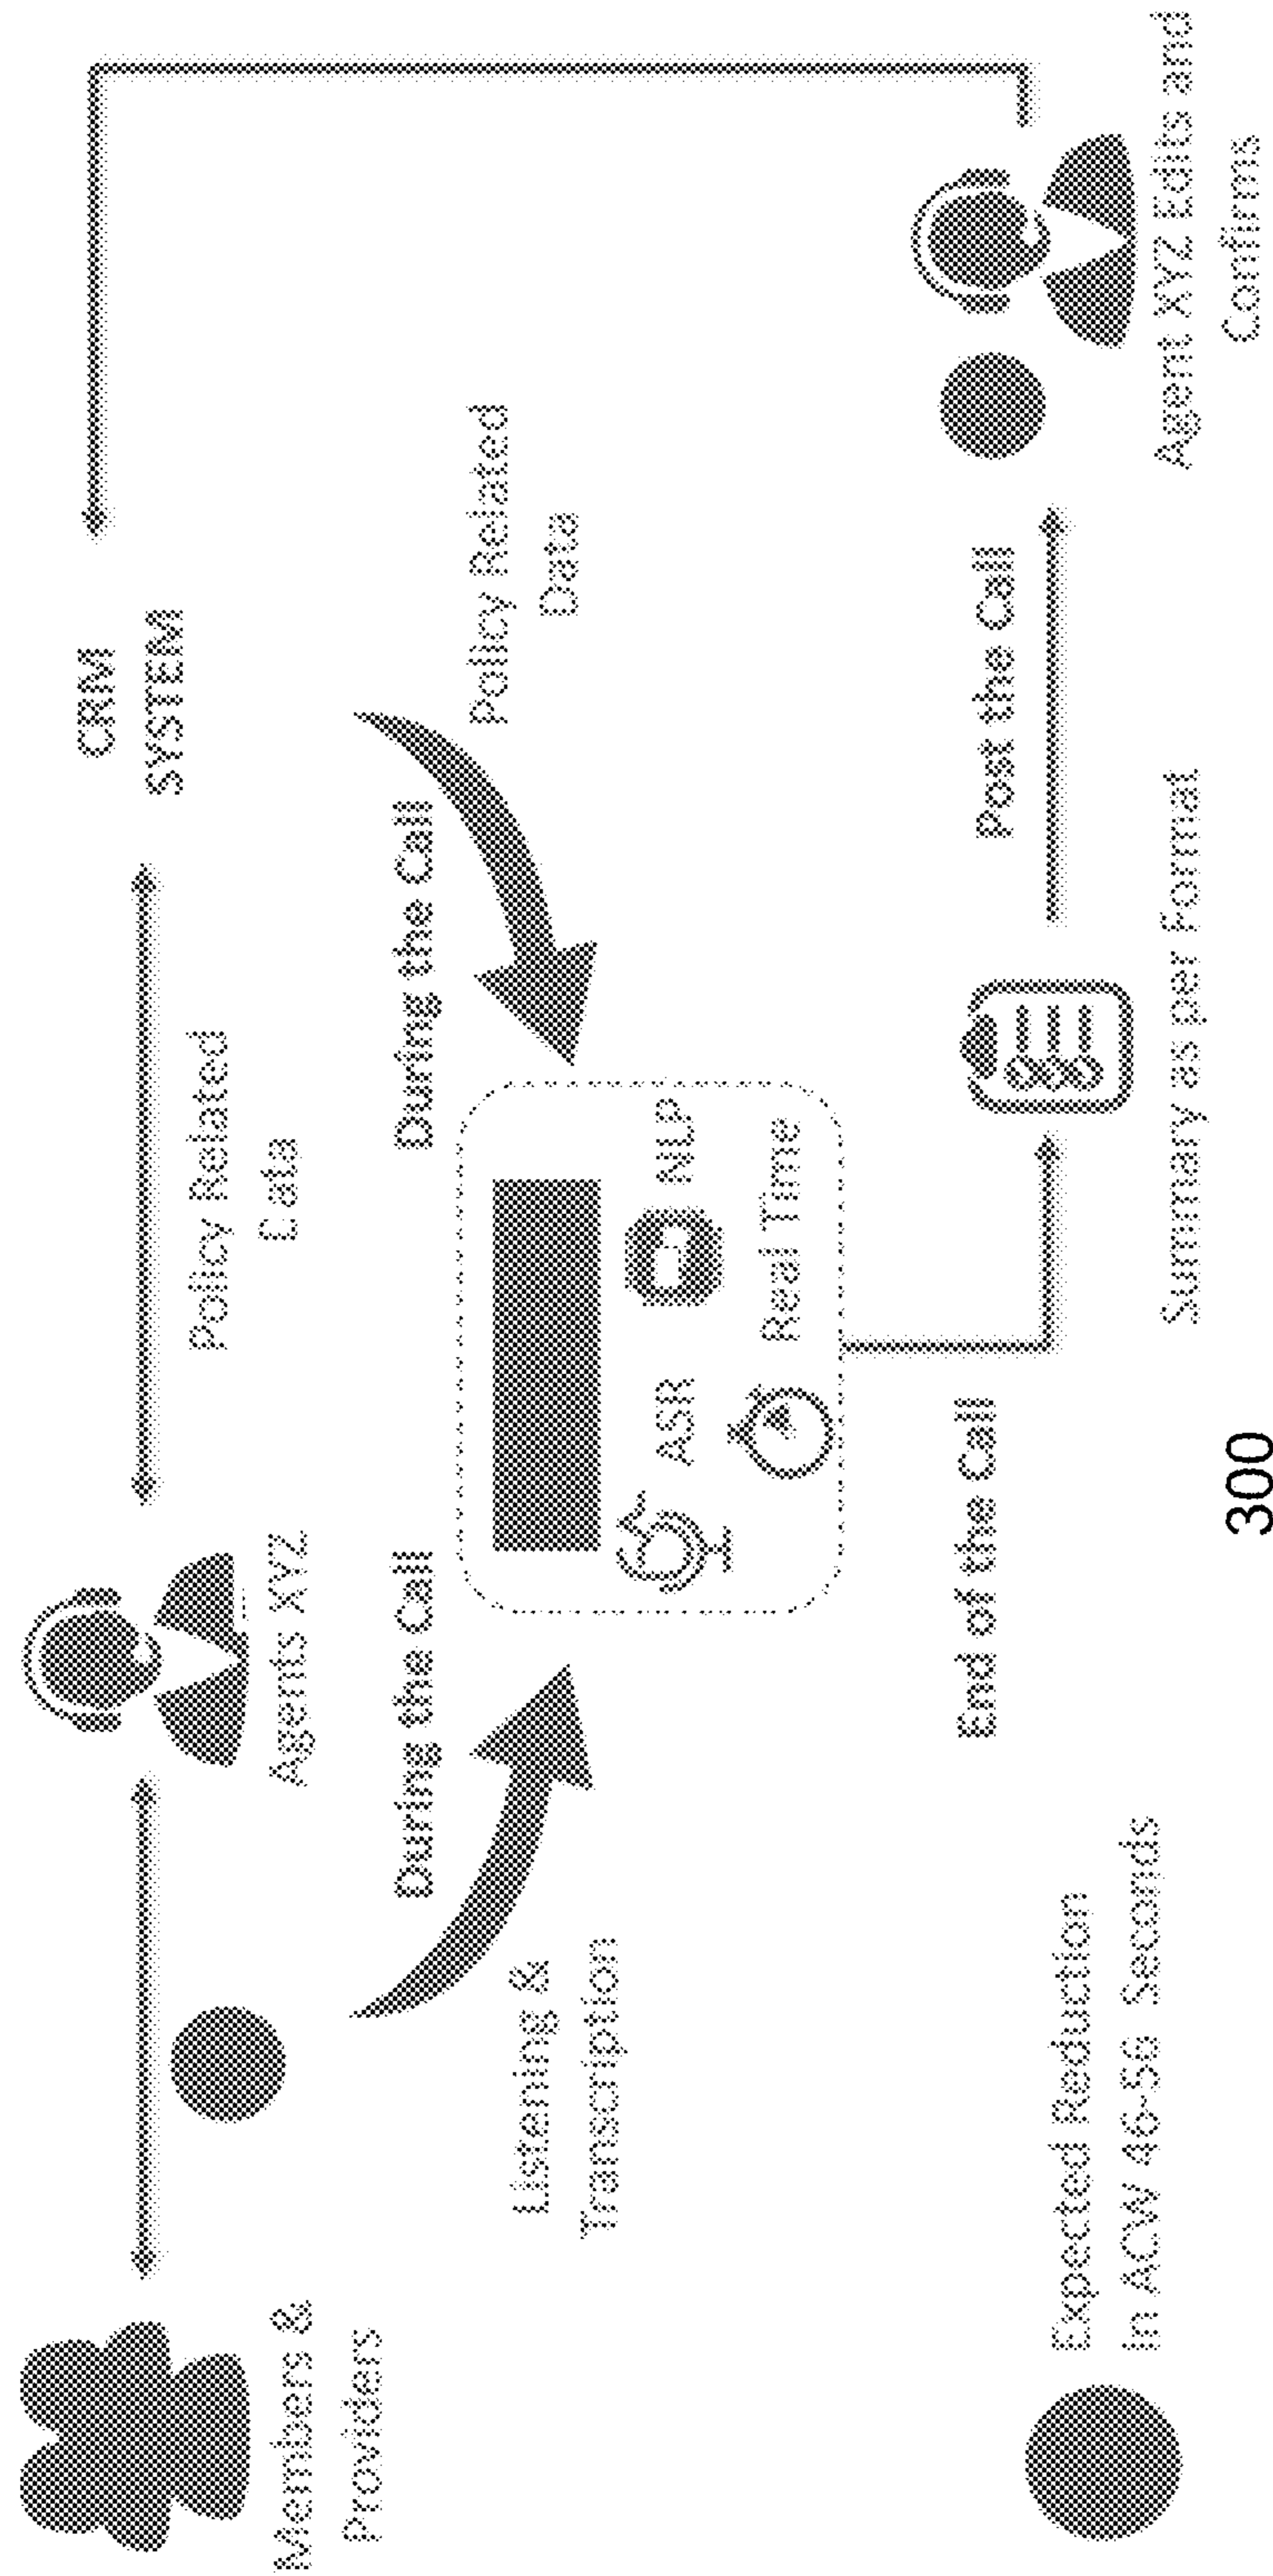 Members &
Providers
Agents XYZ
Policy Related
Data
CRM
SYSTEM
During the Call
During the Call
Listening &
Transcription
Policy Related
Data
ASR
NLP
Real Time
End of the Call
Post the Call
Summary as per Format
Agent XYZ Edits and
Confirms
Expected Reduction
in ACW 46-58 Seconds
300